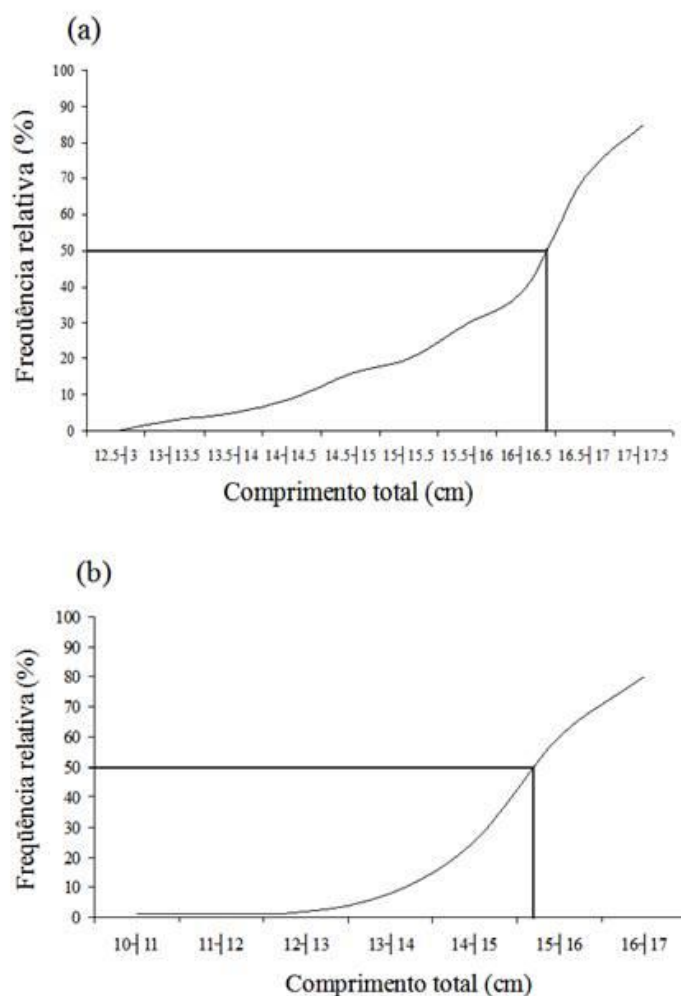 (a)
Freqüência relativa (%)
100
90
80
70
60
50
40
30
20
10
0
12.5┤3 13┤13.5 13.5┤14 14┤14.5 14.5┤15 15┤15.5 15.5┤16 16┤16.5 16.5┤17 17┤17.5
Comprimento total (cm)
(b)
Freqüência relativa (%)
100
90
80
70
60
50
40
30
20
10
0
10┤11 11┤12 12┤13 13┤14 14┤15 15┤16 16┤17
Comprimento total (cm)